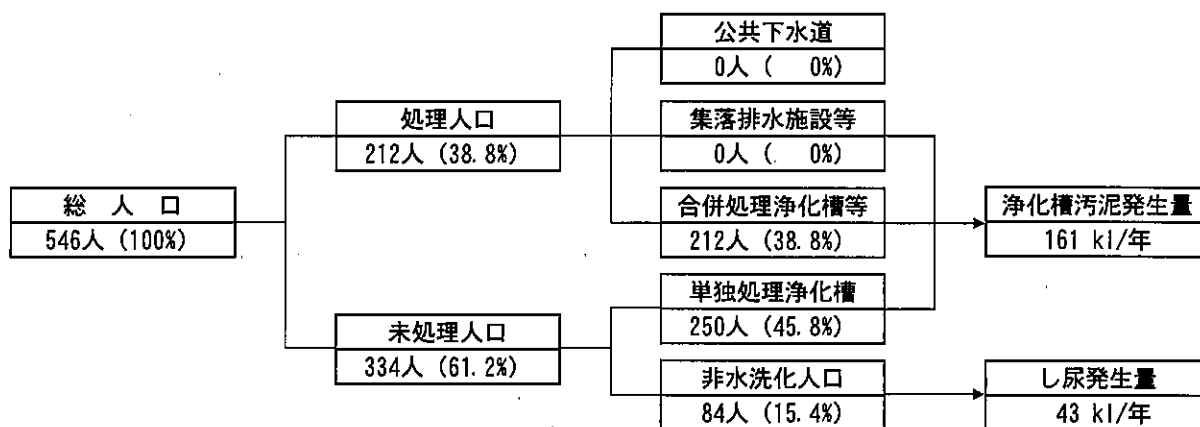 公共下水道
0人 (　0%)
処理人口
212人 (38.8%)
集落排水施設等
0人 (　0%)
総　人　口
546人 (100%)
合併処理浄化槽等
212人 (38.8%)
浄化槽汚泥発生量
161 kl/年
単独処理浄化槽
250人 (45.8%)
未処理人口
334人 (61.2%)
非水洗化人口
84人 (15.4%)
し尿発生量
43 kl/年